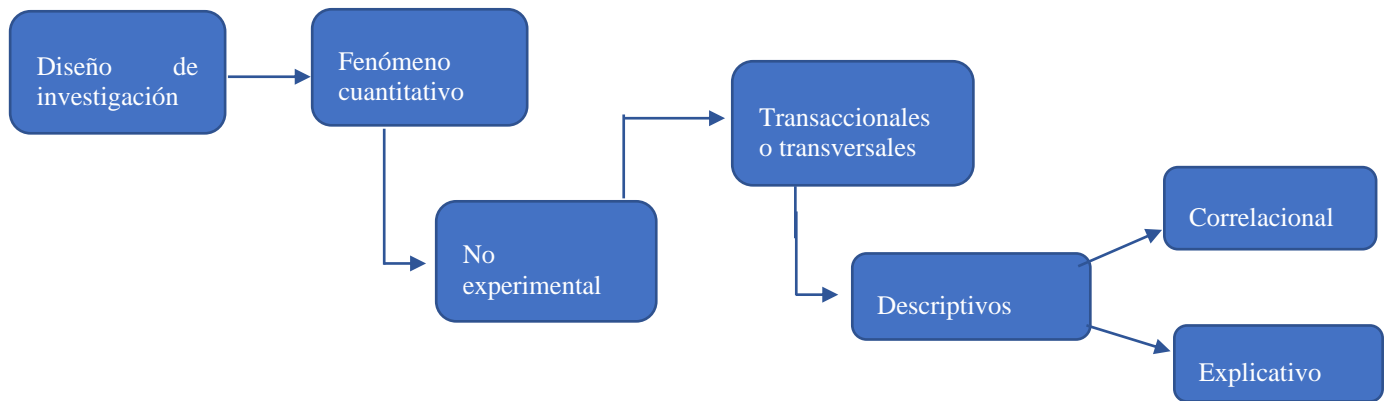 Diseño de
investigación
Fenómeno
cuantitativo
No
experimental
Transaccionales
o transversales
Descriptivos
Correlacional
Explicativo